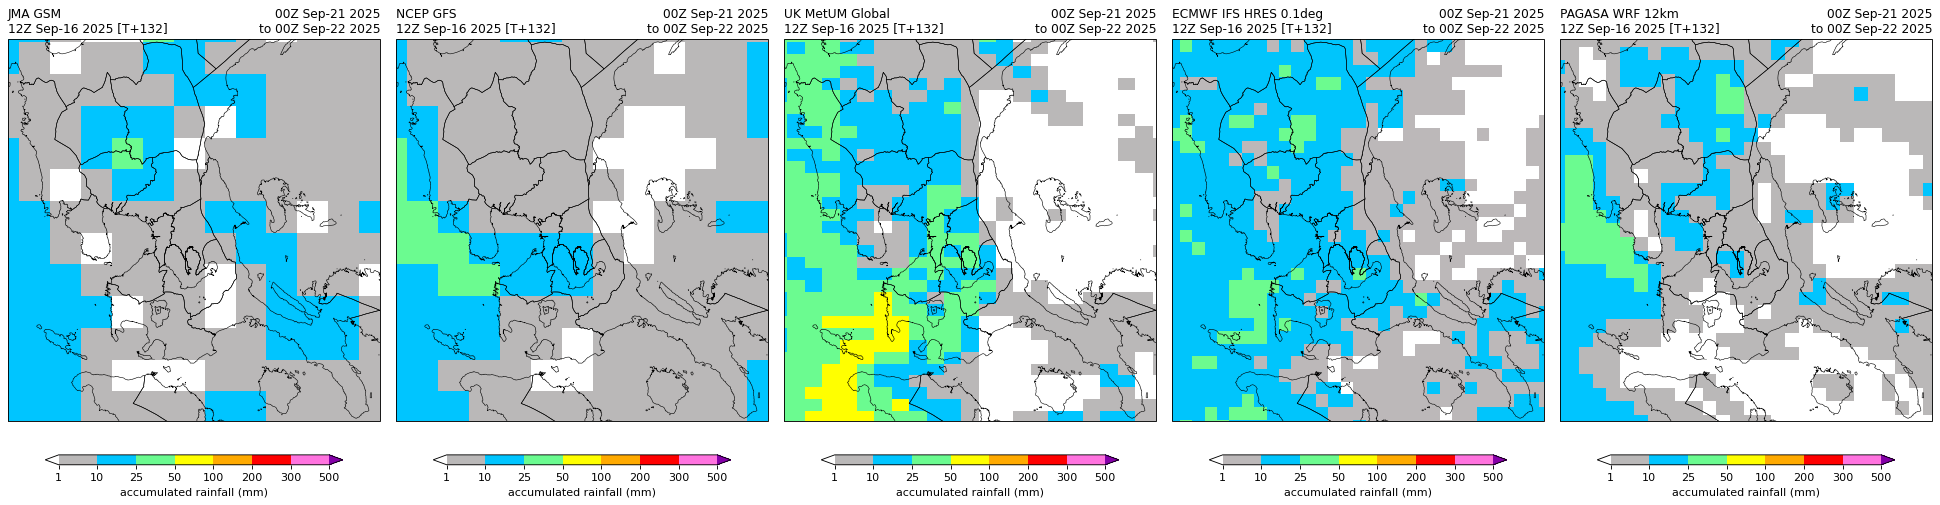 JMA GSM 00Z Sep-21 2025
12Z Sep-16 2025 [T+132] to 00Z Sep-22 2025
1 10 25 50 100 200 300 500
accumulated rainfall (mm)
NCEP GFS 00Z Sep-21 2025
12Z Sep-16 2025 [T+132] to 00Z Sep-22 2025
1 10 25 50 100 200 300 500
accumulated rainfall (mm)
UK MetUM Global 00Z Sep-21 2025
12Z Sep-16 2025 [T+132] to 00Z Sep-22 2025
1 10 25 50 100 200 300 500
accumulated rainfall (mm)
ECMWF IFS HRES 0.1deg 00Z Sep-21 2025
12Z Sep-16 2025 [T+132] to 00Z Sep-22 2025
1 10 25 50 100 200 300 500
accumulated rainfall (mm)
PAGASA WRF 12km 00Z Sep-21 2025
12Z Sep-16 2025 [T+132] to 00Z Sep-22 2025
1 10 25 50 100 200 300 500
accumulated rainfall (mm)